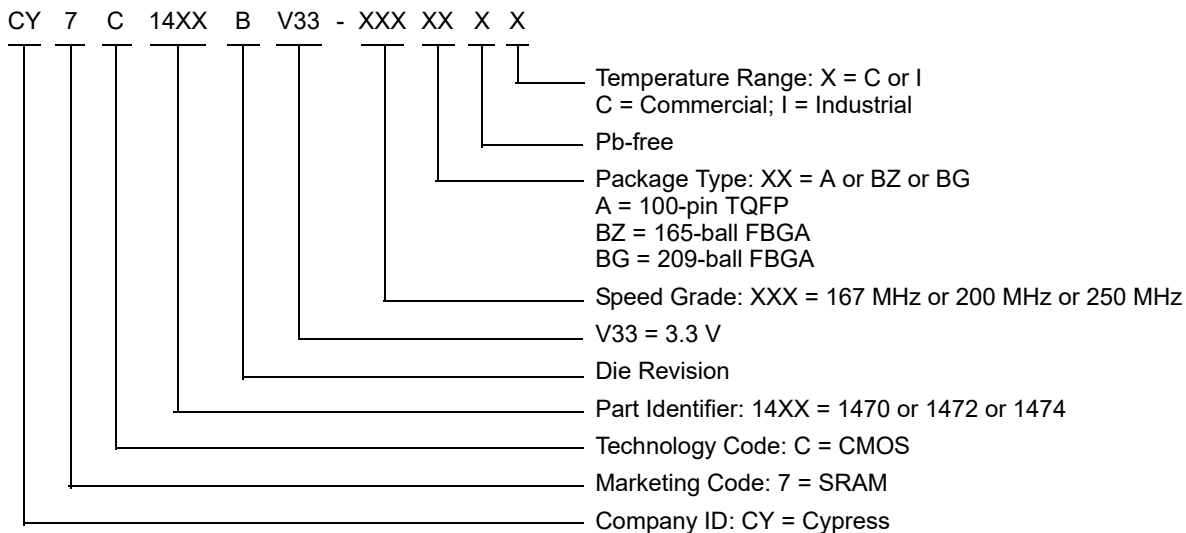 CY 7 C 14XX B V33 - XXX XX X X
Temperature Range: X = C or I
C = Commercial; I = Industrial
Pb-free
Package Type: XX = A or BZ or BG
A = 100-pin TQFP
BZ = 165-ball FBGA
BG = 209-ball FBGA
Speed Grade: XXX = 167 MHz or 200 MHz or 250 MHz
V33 = 3.3 V
Die Revision
Part Identifier: 14XX = 1470 or 1472 or 1474
Technology Code: C = CMOS
Marketing Code: 7 = SRAM
Company ID: CY = Cypress